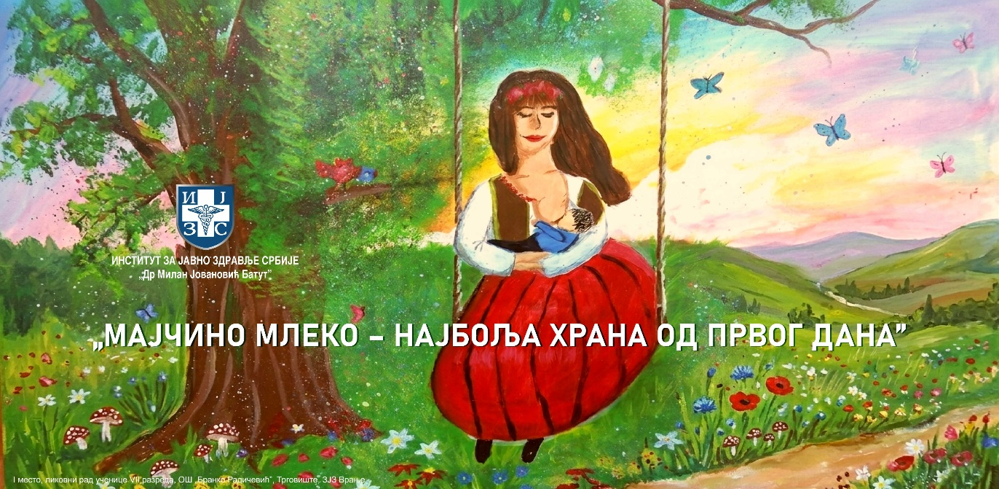 И Ј
З С
ИНСТИТУТ ЗА ЈАВНО ЗДРАВЉЕ СРБИЈЕ
„Др Милан Јовановић Батут”
„МАЈЧИНО МЛЕКО – НАЈБОЉА ХРАНА ОД ПРВОГ ДАНА”
I место, ликовни рад ученице VII разреда, ОШ „Бранко Радичевић”, Трговиште, ЗЈЗ Врање